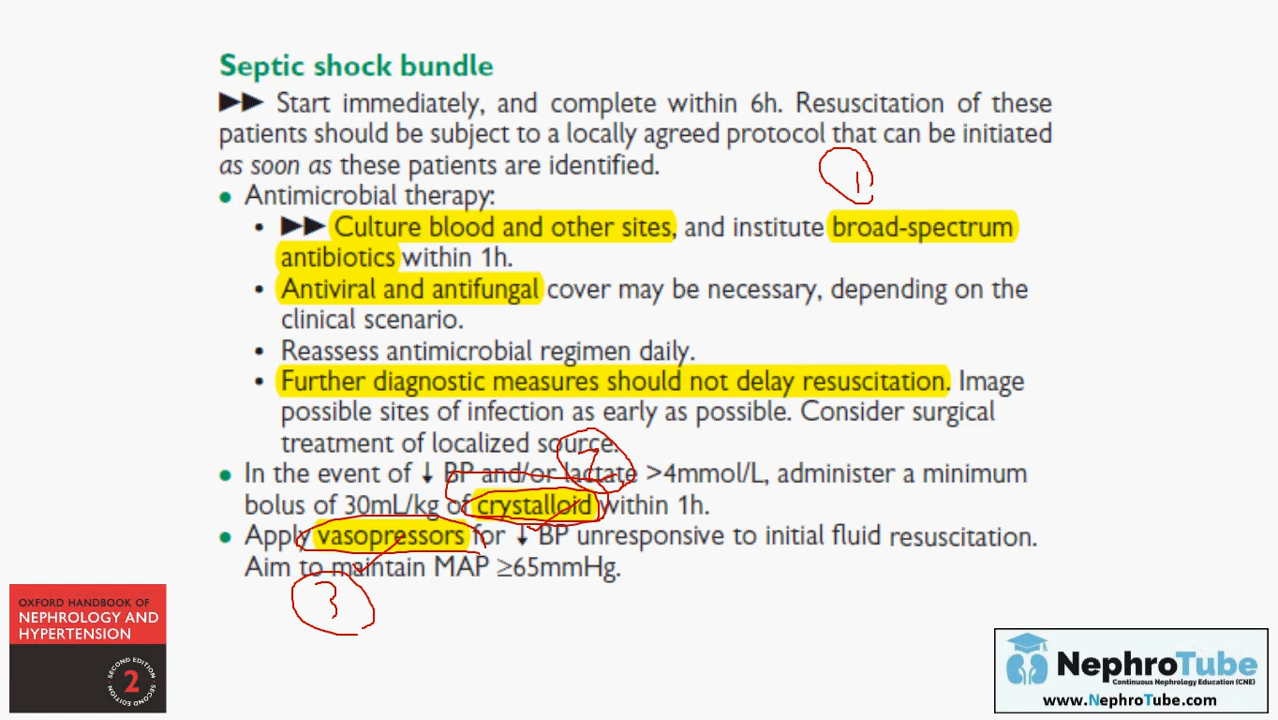 Septic shock bundle
▶▶ Start immediately, and complete within 6h. Resuscitation of these
patients should be subject to a locally agreed protocol that can be initiated
as soon as these patients are identified.
1
• Antimicrobial therapy:
• ▶▶ Culture blood and other sites, and institute broad-spectrum
antibiotics within 1h.
• Antiviral and antifungal cover may be necessary, depending on the
clinical scenario.
• Reassess antimicrobial regimen daily.
• Further diagnostic measures should not delay resuscitation. Image
possible sites of infection as early as possible. Consider surgical
treatment of localized source.
2
• In the event of ↓ BP and/or lactate >4mmol/L, administer a minimum
bolus of 30mL/kg of crystalloid within 1h.
• Apply vasopressors for ↓ BP unresponsive to initial fluid resuscitation.
Aim to maintain MAP ≥65mmHg.
3
OXFORD HANDBOOK OF
NEPHROLOGY AND
HYPERTENSION
SECOND EDITION
2
SECOND EDITION
NephroTube
Continuous Nephrology Education (CNE)
www.NephroTube.com